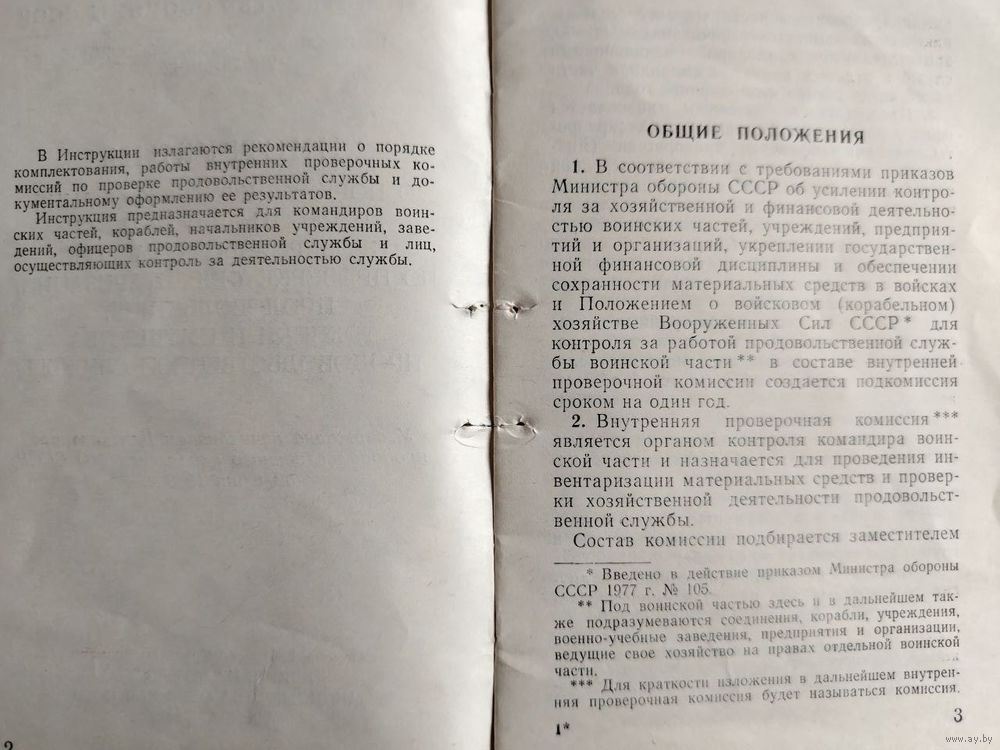 В Инструкции излагаются рекомендации о порядке
комплектования, работы внутренних проверочных ко-
миссий по проверке продовольственной службы и до-
кументальному оформлению ее результатов.
Инструкция предназначается для командиров воин-
ских частей, кораблей, начальников учреждений, заве-
дений, офицеров продовольственной службы и лиц,
осуществляющих контроль за деятельностью службы.
2
ОБЩИЕ ПОЛОЖЕНИЯ
1. В соответствии с требованиями приказов
Министра обороны СССР об усилении контро-
ля за хозяйственной и финансовой деятельно-
стью воинских частей, учреждений, предприя-
тий и организаций, укреплении государствен-
ной финансовой дисциплины и обеспечении
сохранности материальных средств в войсках
и Положением о войсковом (корабельном)
хозяйстве Вооруженных Сил СССР* для
контроля за работой продовольственной служ-
бы воинской части** в составе внутренней
проверочной комиссии создается подкомиссия
сроком на один год.
2. Внутренняя проверочная комиссия***
является органом контроля командира воин-
ской части и назначается для проведения ин-
вентаризации материальных средств и провер-
ки хозяйственной деятельности продовольст-
венной службы.
Состав комиссии подбирается заместителем
* Введено в действие приказом Министра обороны
СССР 1977 г. № 105.
** Под воинской частью здесь и в дальнейшем так-
же подразумеваются соединения, корабли, учреждения,
военно-учебные заведения, предприятия и организации,
ведущие свое хозяйство на правах отдельной воинской
части.
*** Для краткости изложения в дальнейшем внутрен-
няя проверочная комиссия будет называться комиссия.
1*
3
www.ay.by